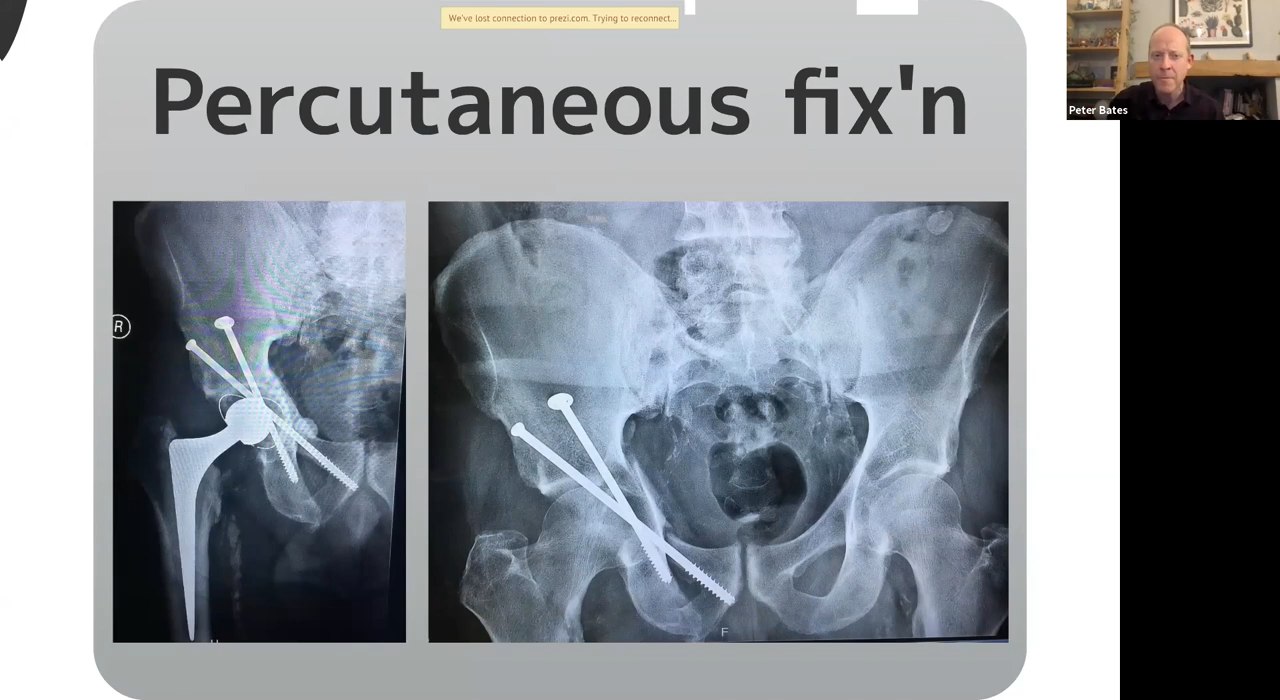 We've lost connection to prezi.com. Trying to reconnect...
Percutaneous fix'n
Peter Bates
R
F